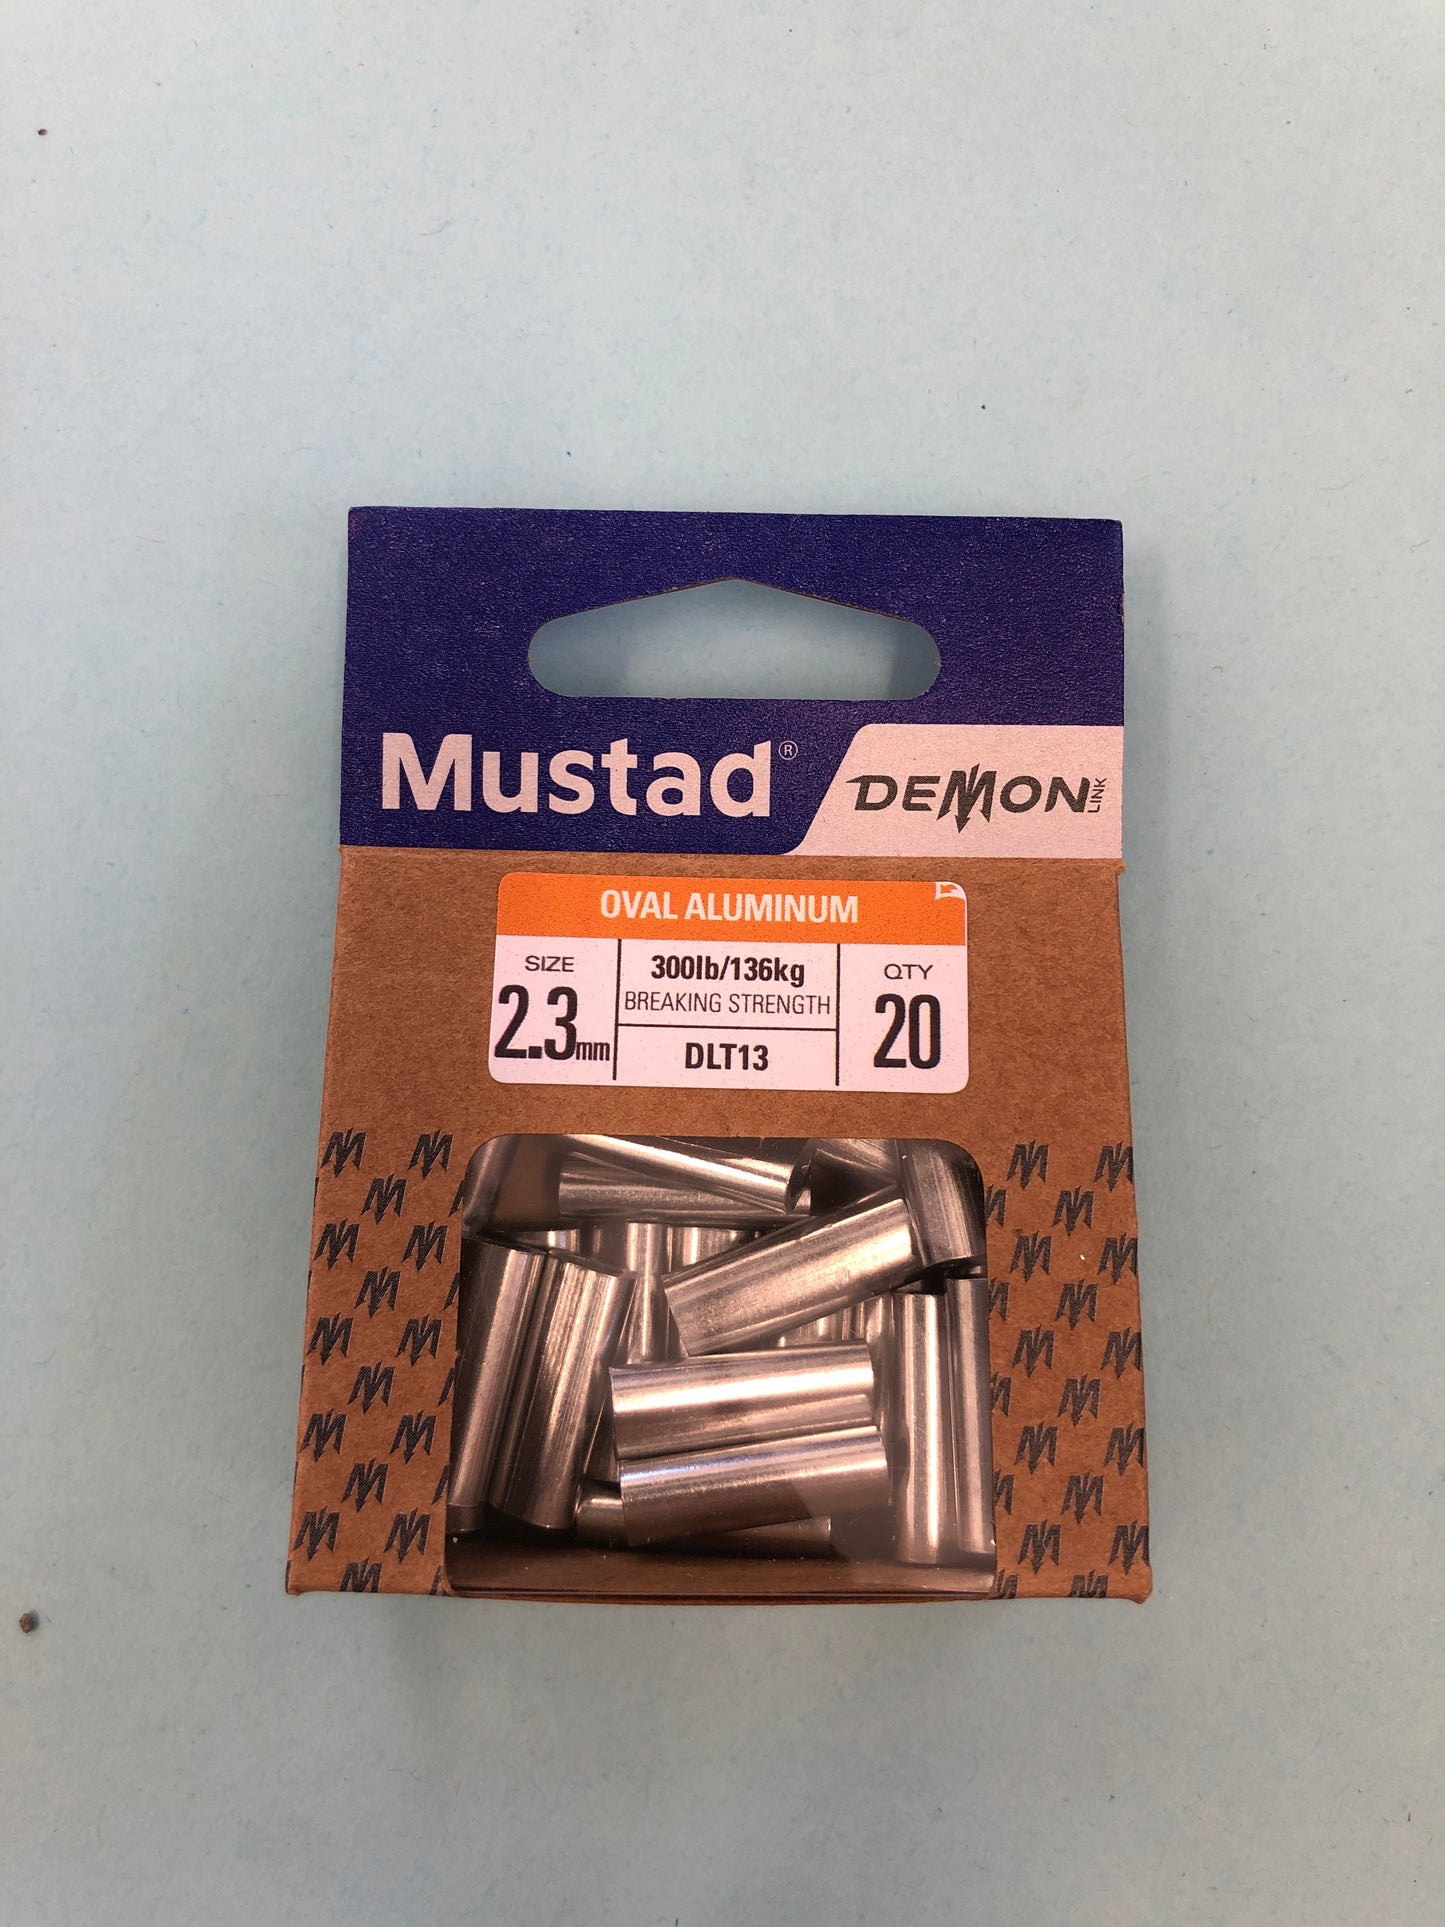 Mustad® DEMON LINK
OVAL ALUMINUM
SIZE
2.3mm
300lb/136kg
BREAKING STRENGTH
DLT13
QTY
20